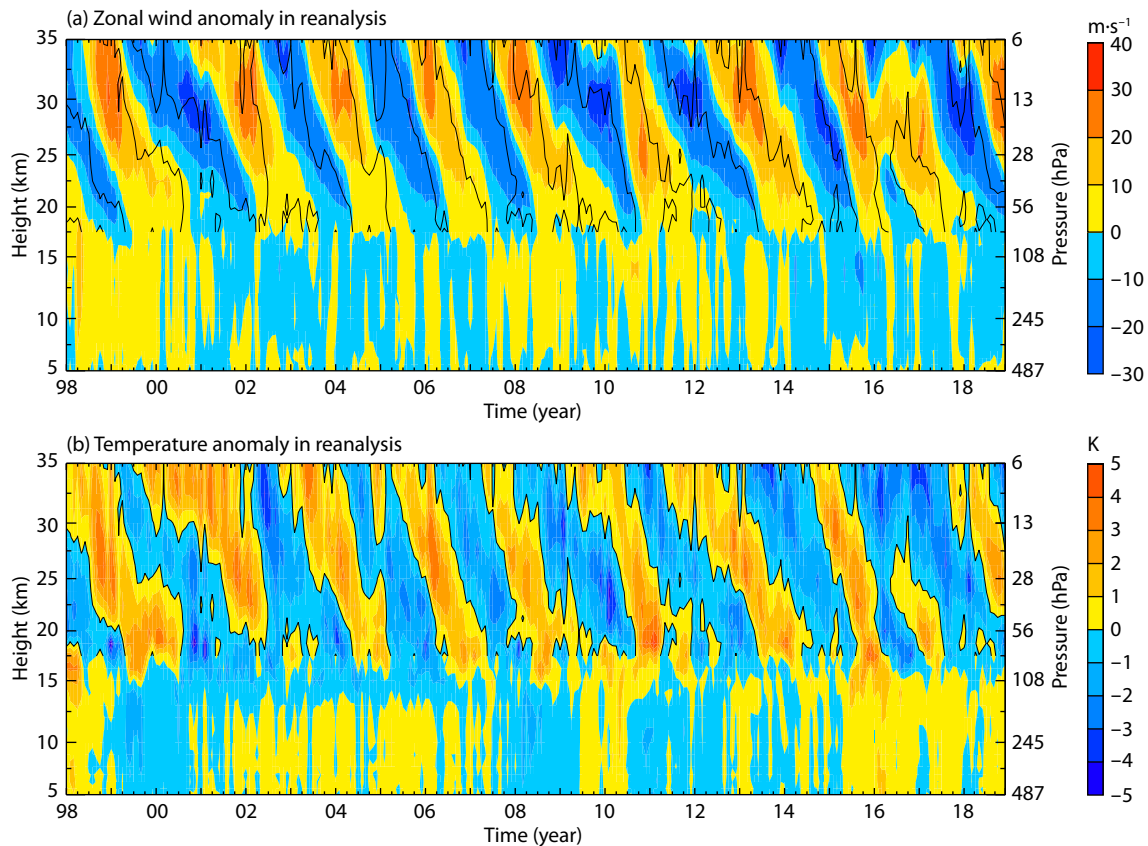 (a) Zonal wind anomaly in reanalysis
m·s⁻¹
35 30 25 20 15 10 5
Height (km)
6 13 28 56 108 245 487
Pressure (hPa)
40 30 20 10 0 −10 −20 −30
98 00 02 04 06 08 10 12 14 16 18
Time (year)
(b) Temperature anomaly in reanalysis
K
35 30 25 20 15 10 5
Height (km)
6 13 28 56 108 245 487
Pressure (hPa)
5 4 3 2 1 0 −1 −2 −3 −4 −5
98 00 02 04 06 08 10 12 14 16 18
Time (year)